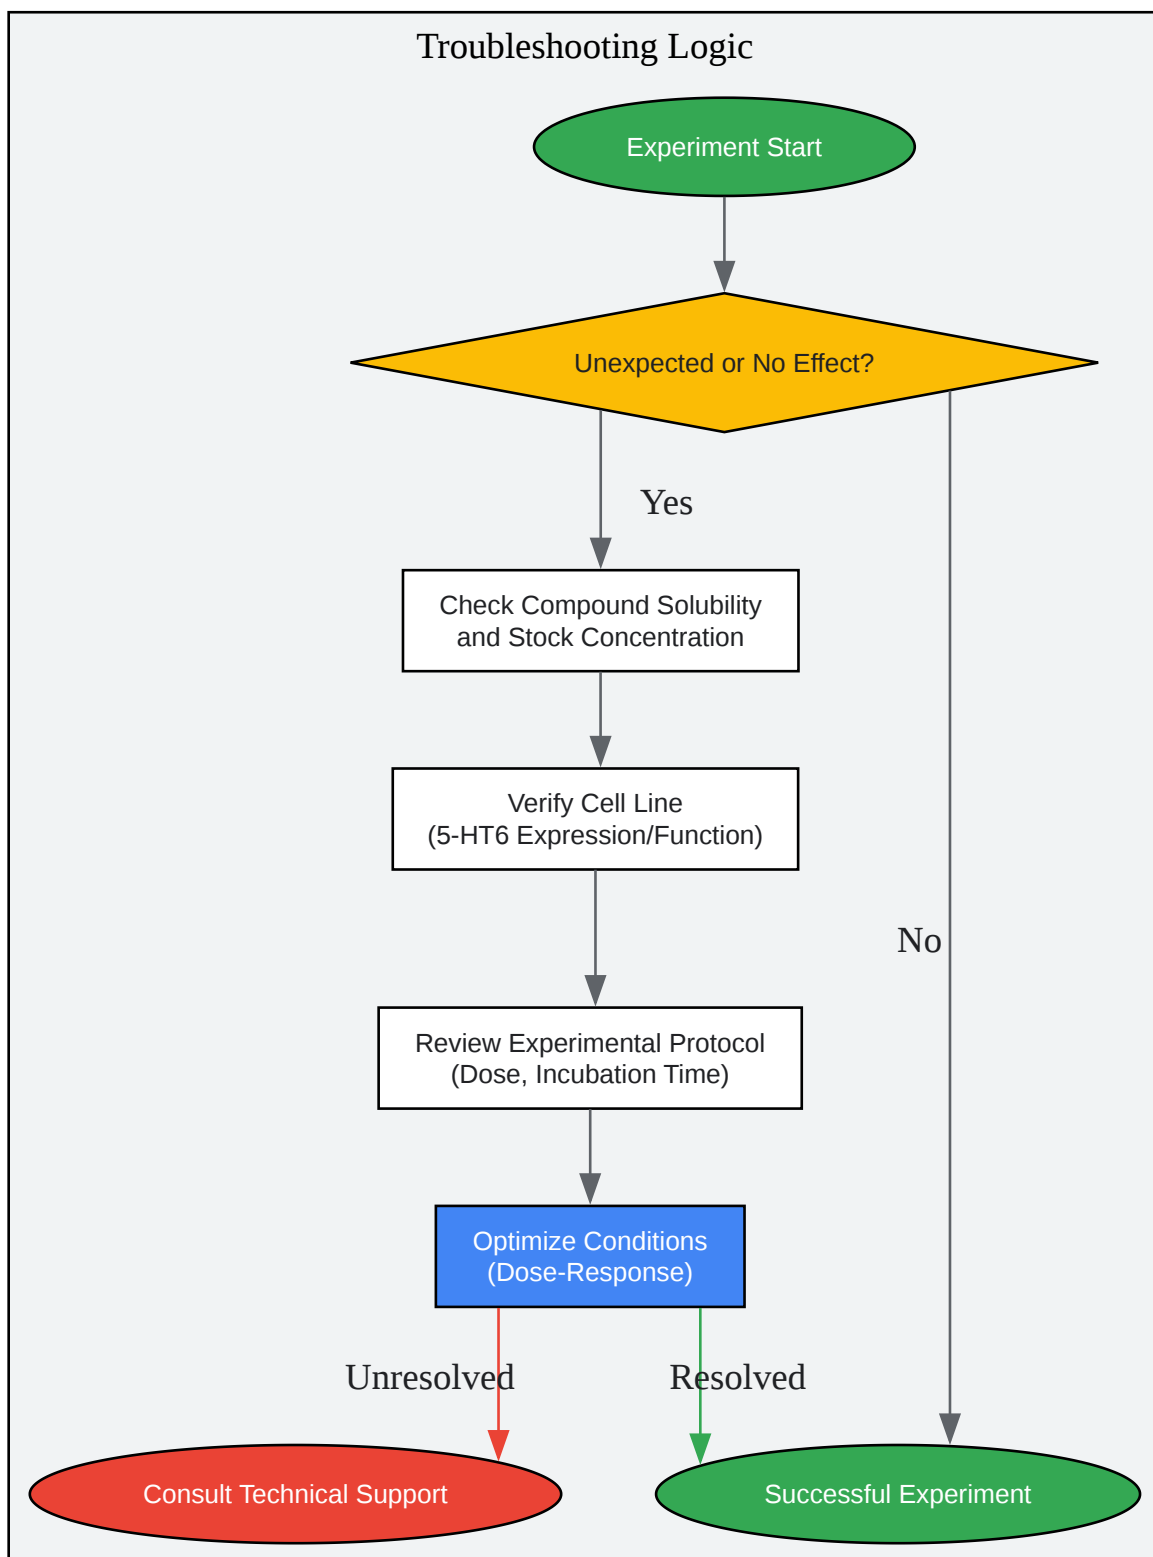 Troubleshooting Logic
Experiment Start
Unexpected or No Effect?
Yes
Check Compound Solubility
and Stock Concentration
Verify Cell Line
(5-HT6 Expression/Function)
No
Review Experimental Protocol
(Dose, Incubation Time)
Optimize Conditions
(Dose-Response)
Unresolved
Resolved
Consult Technical Support
Successful Experiment